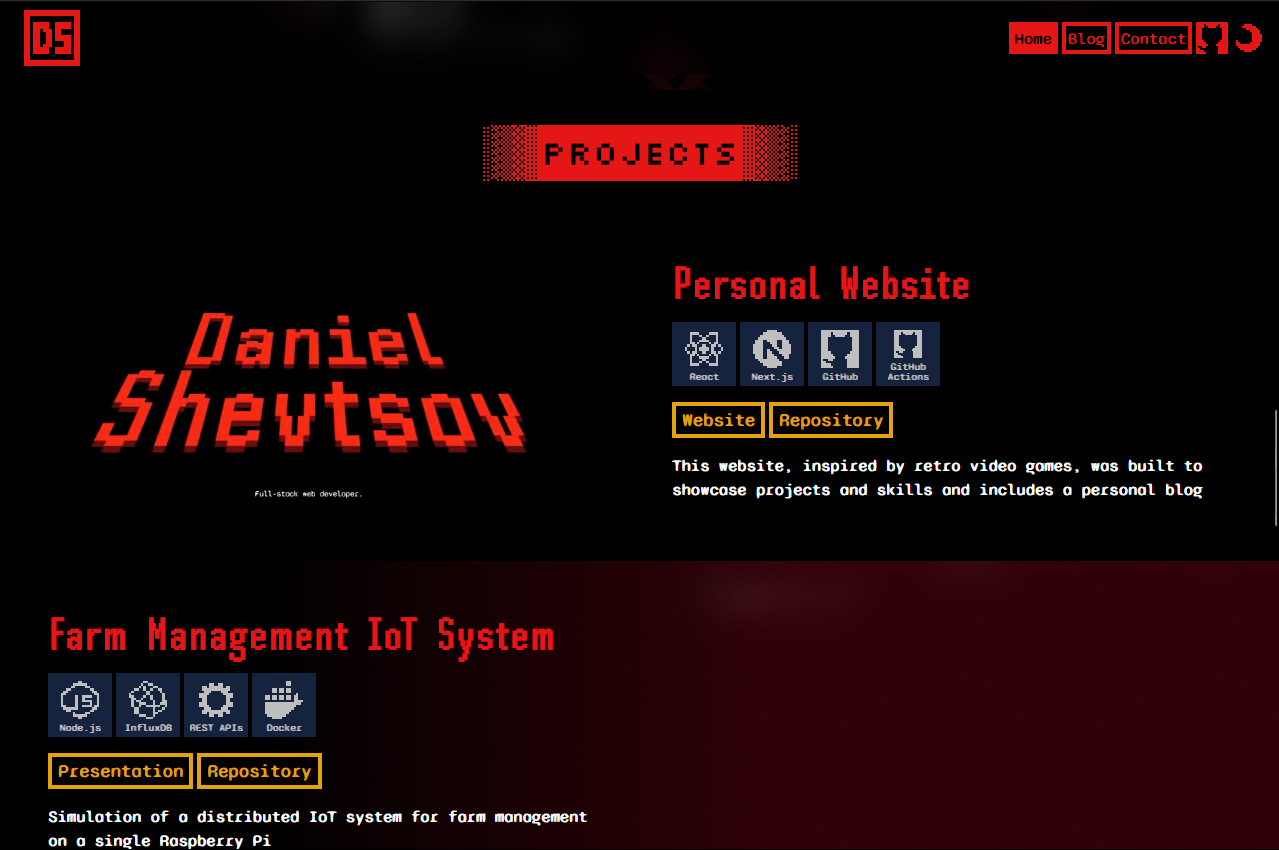 DS
Home Blog Contact
PROJECTS
Daniel
Shevtsov
Full-stack web developer.
Personal Website
React Next.js GitHub GitHub Actions
Website Repository
This website, inspired by retro video games, was built to
showcase projects and skills and includes a personal blog
Farm Management IoT System
JS
Node.js InfluxDB REST APIs Docker
Presentation Repository
Simulation of a distributed IoT system for farm management
on a single Raspberry Pi